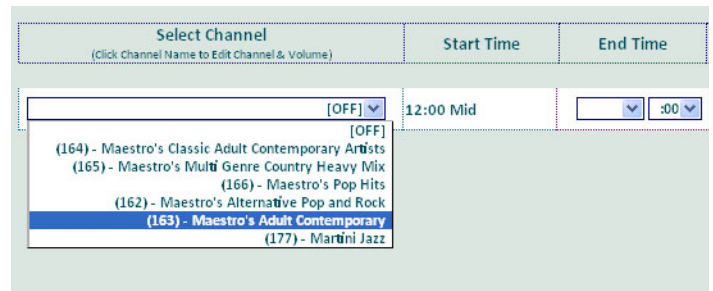 Select Channel
(Click Channel Name to Edit Channel & Volume)
Start Time
End Time
[OFF]
12:00 Mid
:00
[OFF]
(164) - Maestro's Classic Adult Contemporary Artists
(165) - Maestro's Multi Genre Country Heavy Mix
(166) - Maestro's Pop Hits
(162) - Maestro's Alternative Pop and Rock
(163) - Maestro's Adult Contemporary
(177) - Martini Jazz